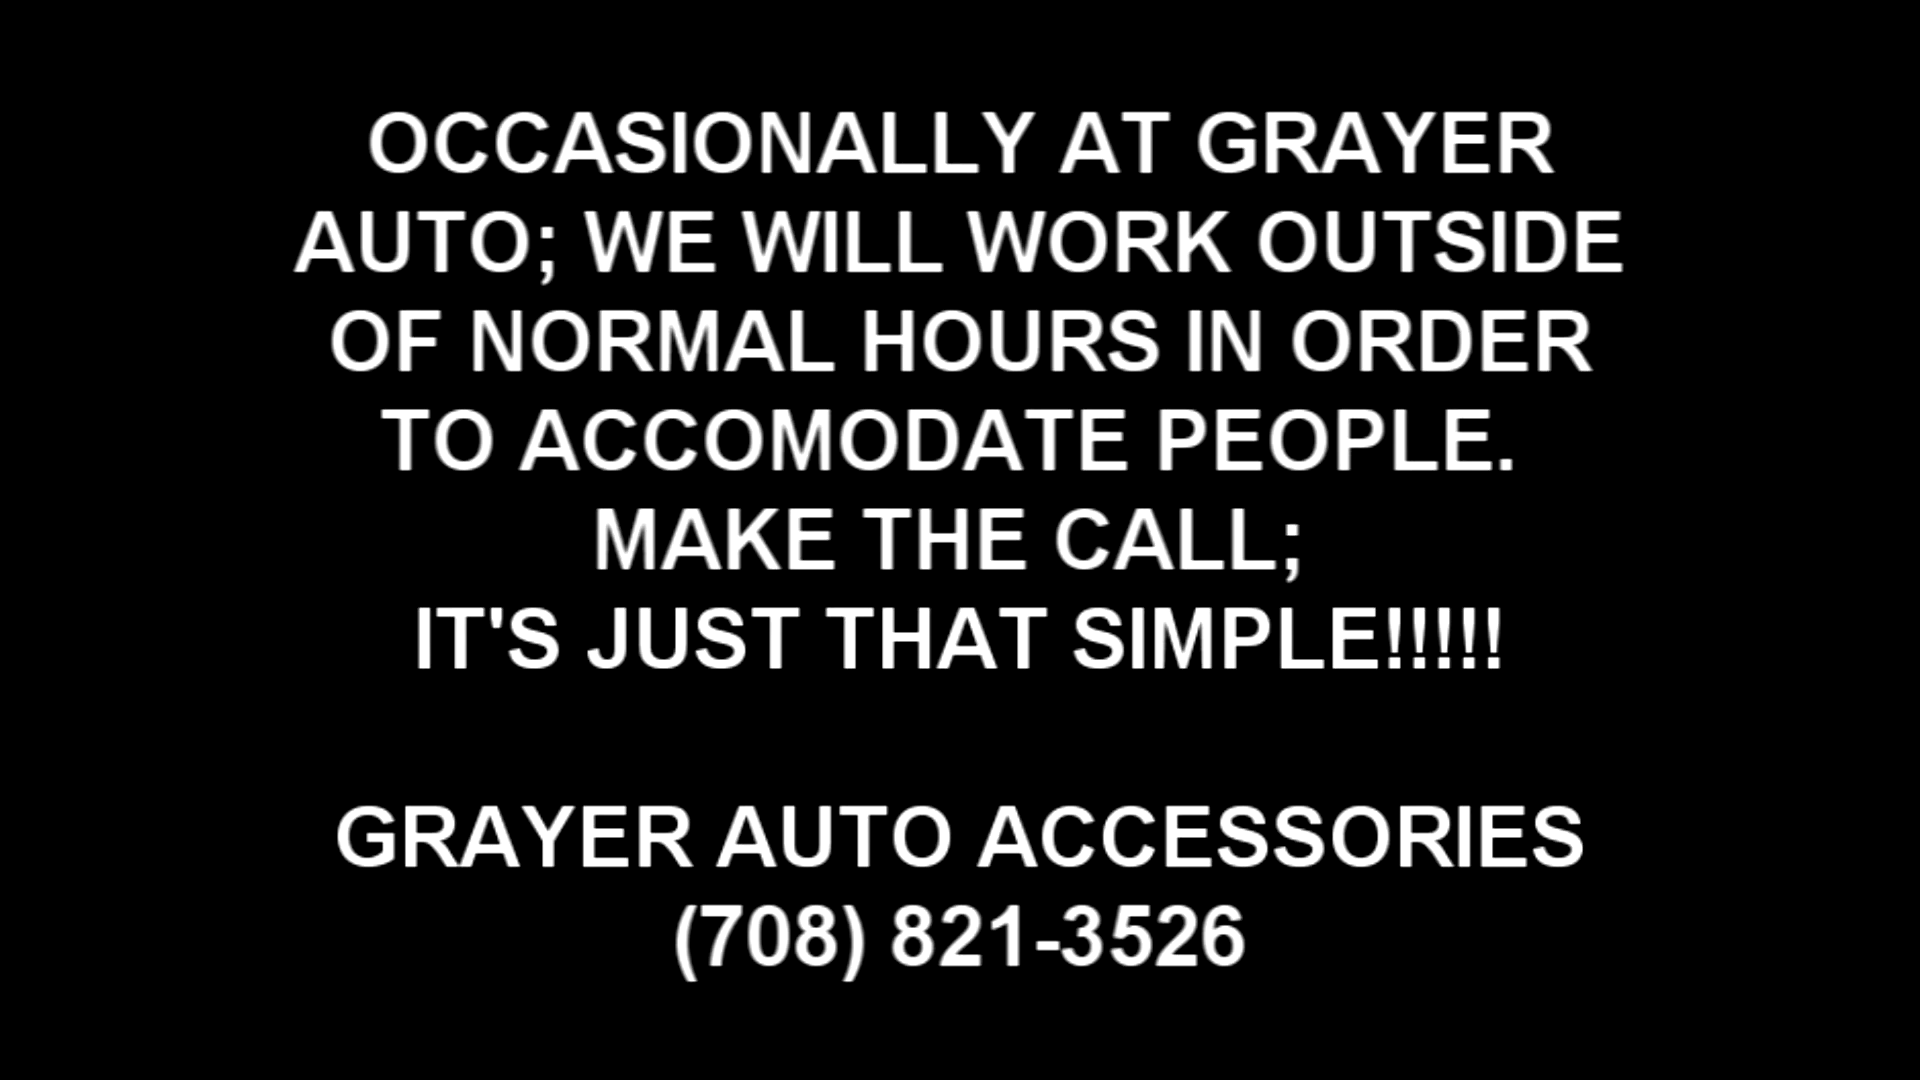 OCCASIONALLY AT GRAYER
AUTO; WE WILL WORK OUTSIDE
OF NORMAL HOURS IN ORDER
TO ACCOMODATE PEOPLE.
MAKE THE CALL;
IT'S JUST THAT SIMPLE!!!!!
GRAYER AUTO ACCESSORIES
(708) 821-3526